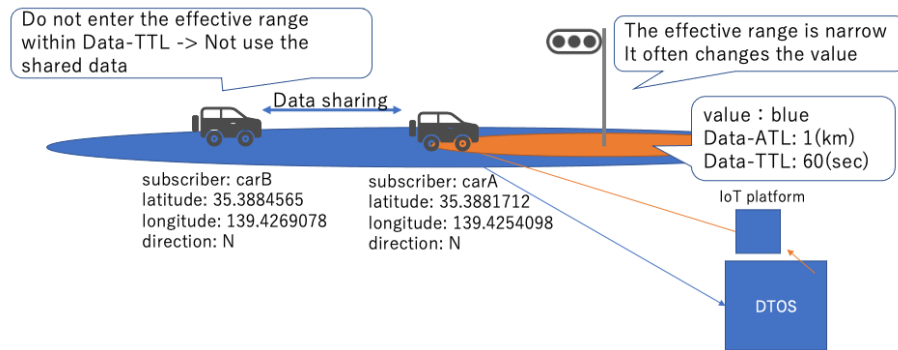 Do not enter the effective range
within Data-TTL -> Not use the
shared data
The effective range is narrow
It often changes the value
Data sharing
value：blue
Data-ATL: 1(km)
Data-TTL: 60(sec)
subscriber: carB
latitude: 35.3884565
longitude: 139.4269078
direction: N
subscriber: carA
latitude: 35.3881712
longitude: 139.4254098
direction: N
IoT platform
DTOS